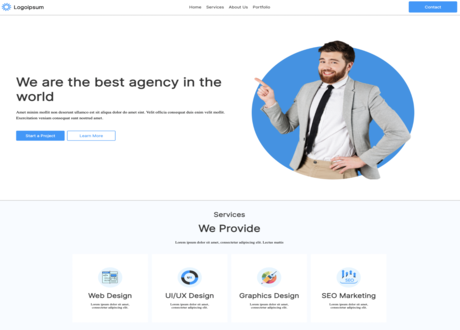 Logoipsum
Home Services About Us Portfolio
Contact
We are the best agency in the
world
Amet minim mollit non deserunt ullamco est sit aliqua dolor do amet sint. Velit officia consequat duis enim velit mollit.
Exercitation veniam consequat sunt nostrud amet.
Start a Project
Learn More
Services
We Provide
Lorem ipsum dolor sit amet, consectetur adipiscing elit. Lectus mattis
Web Design
Lorem ipsum dolor sit amet,
consectetur adipiscing elit.
UI/UX Design
Lorem ipsum dolor sit amet,
consectetur adipiscing elit.
Graphics Design
Lorem ipsum dolor sit amet,
consectetur adipiscing elit.
SEO Marketing
Lorem ipsum dolor sit amet,
consectetur adipiscing elit.